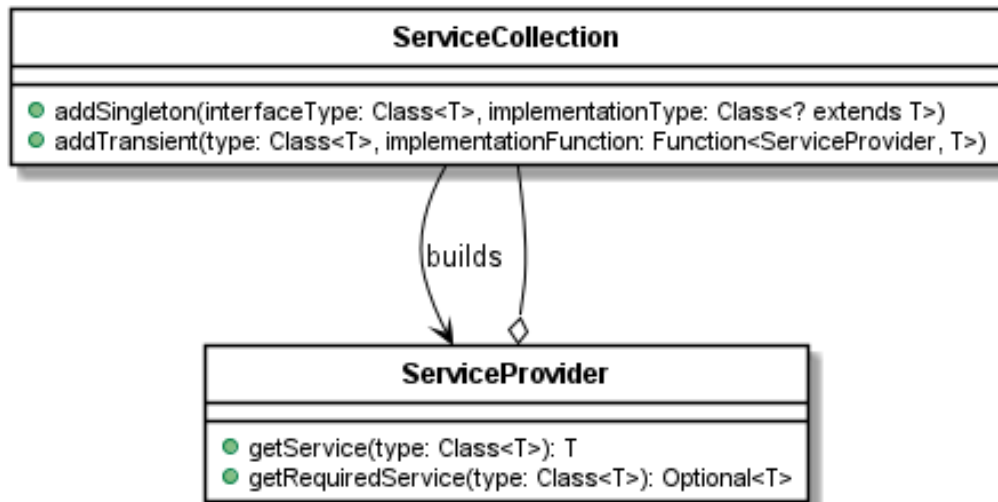 ServiceCollection
addSingleton(interfaceType: Class<T>, implementationType: Class<? extends T>)
addTransient(type: Class<T>, implementationFunction: Function<ServiceProvider, T>)
builds
ServiceProvider
getService(type: Class<T>): T
getRequiredService(type: Class<T>): Optional<T>